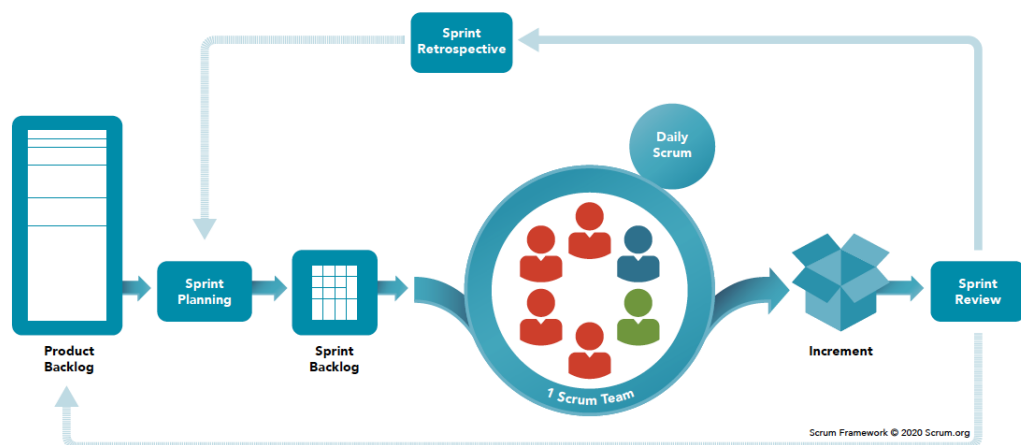 Sprint
Retrospective
Daily
Scrum
Sprint
Planning
Sprint
Review
Product
Backlog
Sprint
Backlog
1 Scrum Team
Increment
Scrum Framework © 2020 Scrum.org